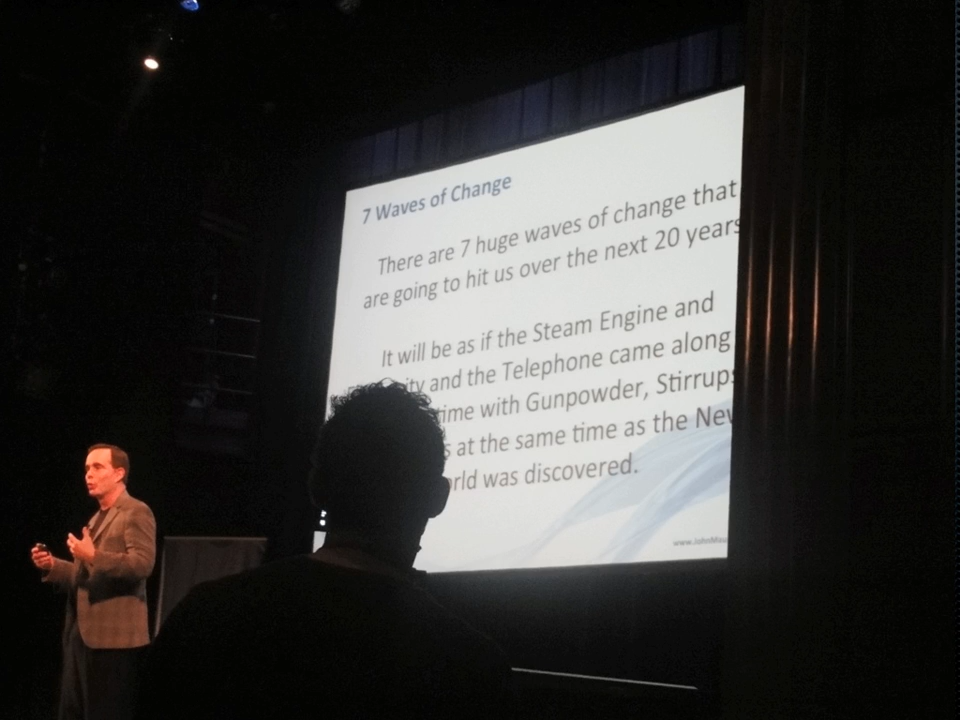 7 Waves of Change
There are 7 huge waves of change that
are going to hit us over the next 20 years
It will be as if the Steam Engine and
and the Telephone came along
time with Gunpowder, Stirrups
at the same time as the New
was discovered.